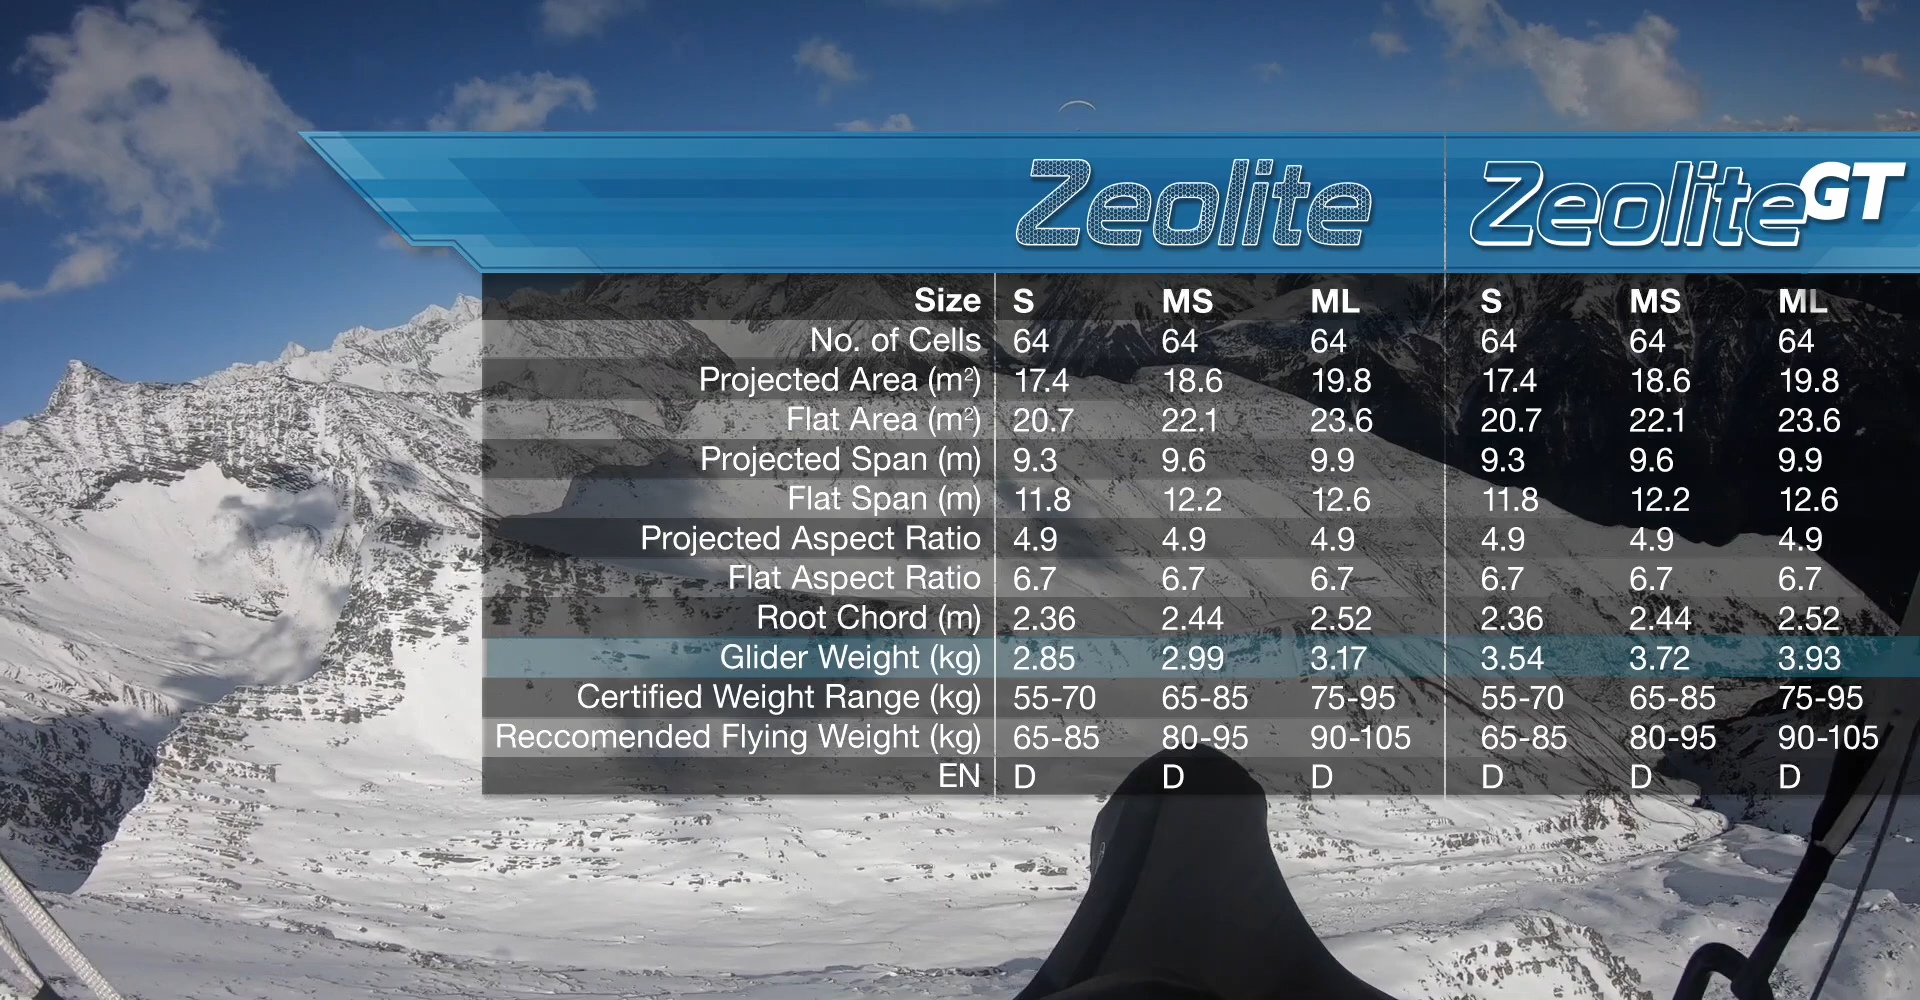 Zeolite ZeoliteGT
Size S MS ML S MS ML
No. of Cells 64 64 64 64 64 64
Projected Area (m²) 17.4 18.6 19.8 17.4 18.6 19.8
Flat Area (m²) 20.7 22.1 23.6 20.7 22.1 23.6
Projected Span (m) 9.3 9.6 9.9 9.3 9.6 9.9
Flat Span (m) 11.8 12.2 12.6 11.8 12.2 12.6
Projected Aspect Ratio 4.9 4.9 4.9 4.9 4.9 4.9
Flat Aspect Ratio 6.7 6.7 6.7 6.7 6.7 6.7
Root Chord (m) 2.36 2.44 2.52 2.36 2.44 2.52
Glider Weight (kg) 2.85 2.99 3.17 3.54 3.72 3.93
Certified Weight Range (kg) 55-70 65-85 75-95 55-70 65-85 75-95
Reccomended Flying Weight (kg) 65-85 80-95 90-105 65-85 80-95 90-105
EN D D D D D D